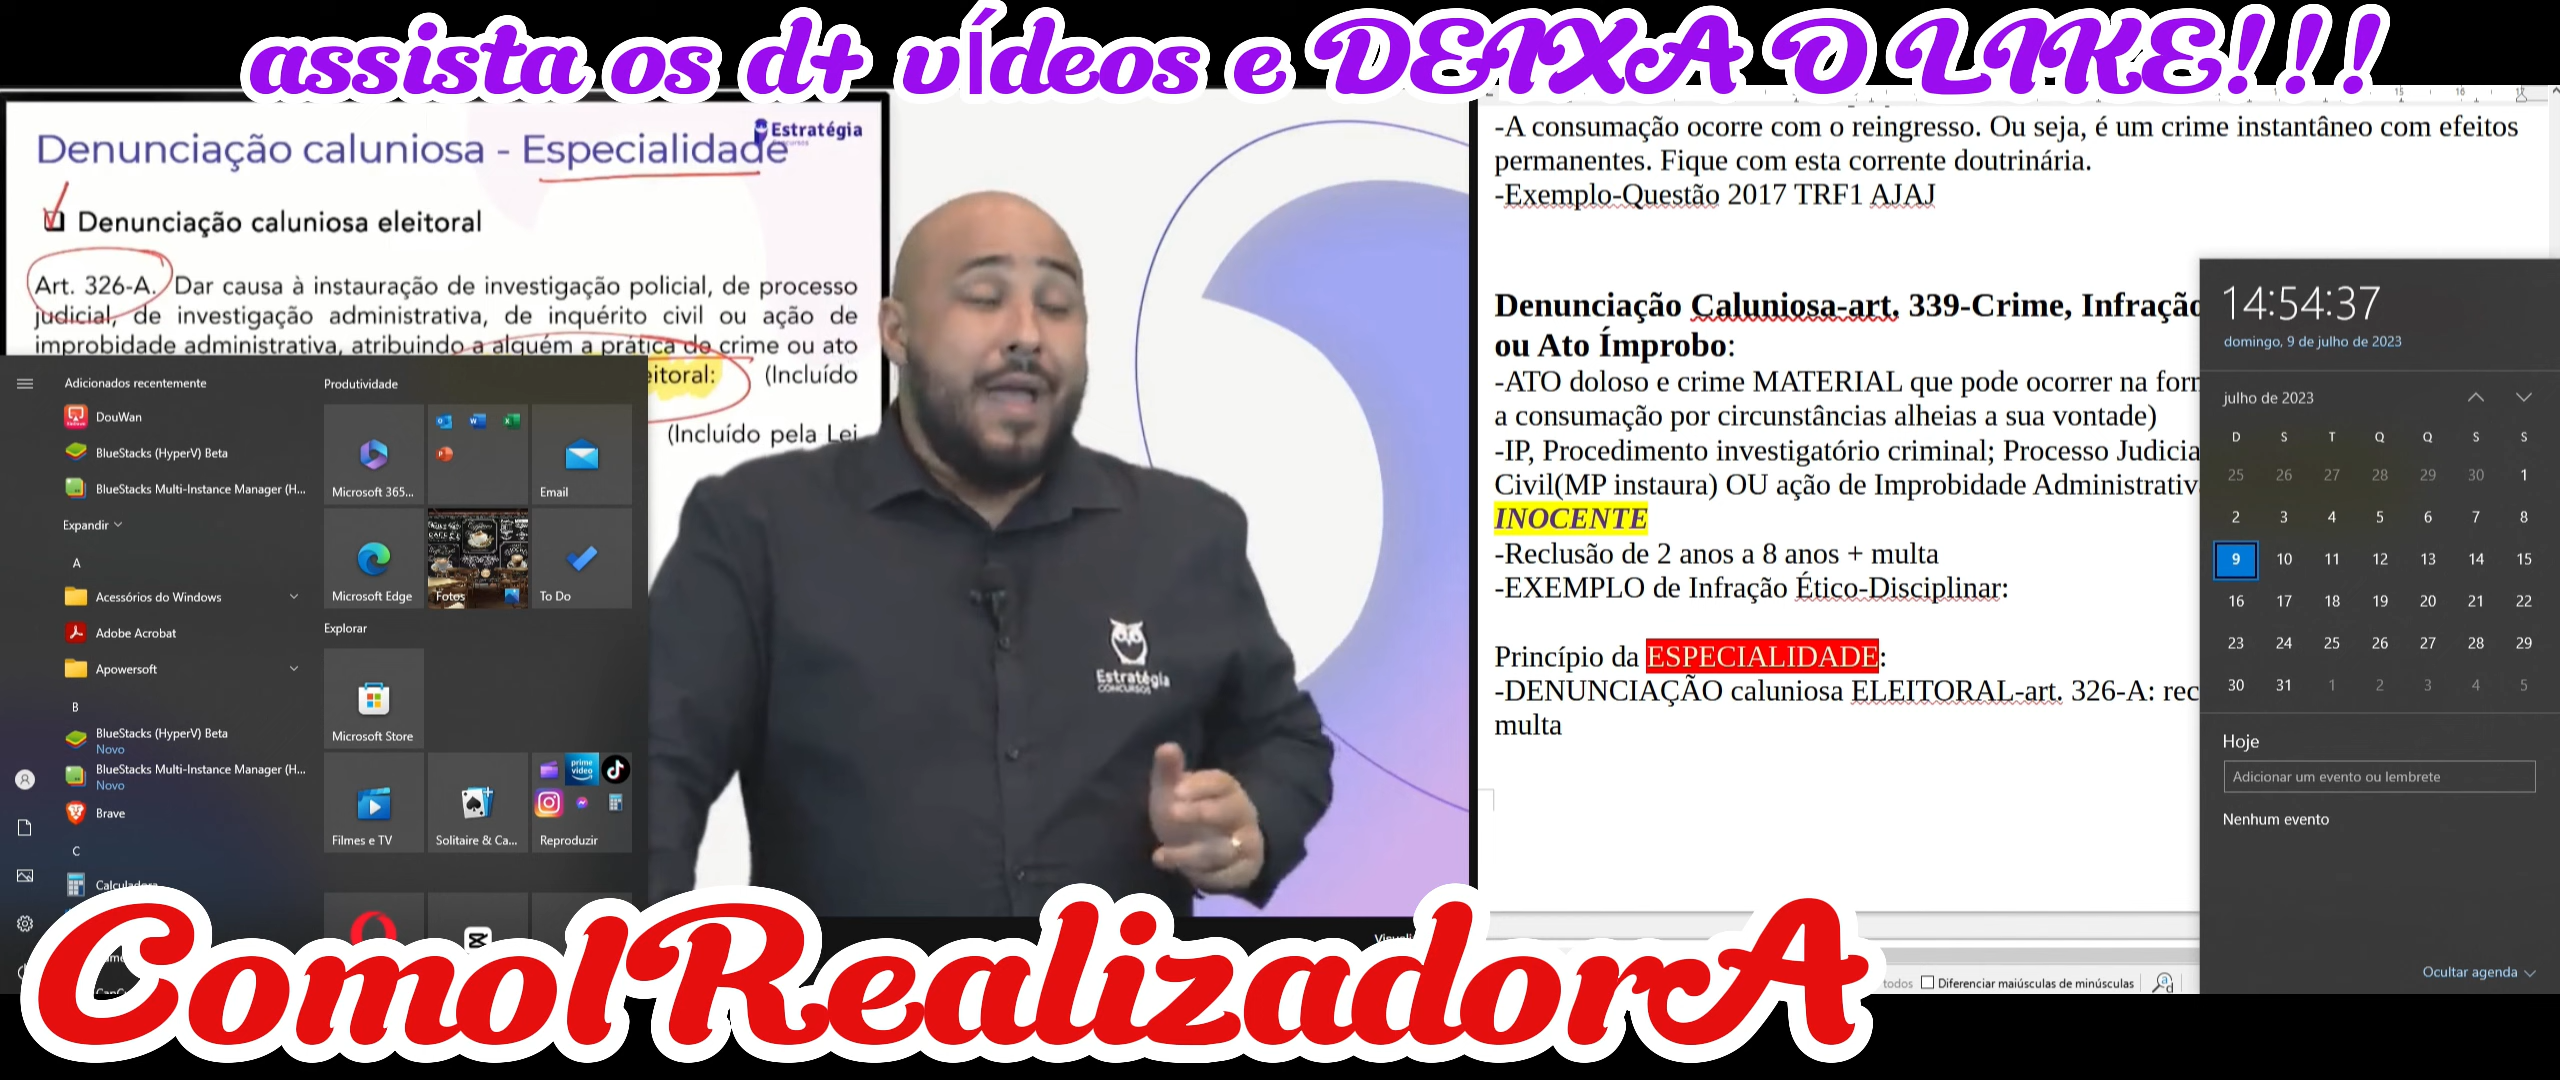 assista os d+ vÍdeos e DEIXA O LIKE!!!
Estratégia
Denunciação caluniosa - Especialidade
Denunciação caluniosa eleitoral
Art. 326-A. Dar causa à instauração de investigação policial, de processo
judicial, de investigação administrativa, de inquérito civil ou ação de
improbidade administrativa, atribuindo a alguém a prática de crime ou ato
eitoral: (Incluído
(Incluído pela Lei
Adicionados recentemente
DouWan
BlueStacks (HyperV) Beta
BlueStacks Multi-Instance Manager (H...
Expandir
A
Acessórios do Windows
Adobe Acrobat
Apowersoft
B
BlueStacks (HyperV) Beta
Novo
BlueStacks Multi-Instance Manager (H...
Novo
Brave
C
Calculadora
Produtividade
Microsoft 365...
Email
Microsoft Edge
Fotos
To Do
Explorar
Microsoft Store
prime video
Filmes e TV
Solitaire & Ca...
Reproduzir
Estratégia
CONCURSOS
-A consumação ocorre com o reingresso. Ou seja, é um crime instantâneo com efeitos
permanentes. Fique com esta corrente doutrinária.
-Exemplo-Questão 2017 TRF1 AJAJ
Denunciação Caluniosa-art. 339-Crime, Infração
ou Ato Ímprobo:
-ATO doloso e crime MATERIAL que pode ocorrer na for
a consumação por circunstâncias alheias a sua vontade)
-IP, Procedimento investigatório criminal; Processo Judicia
Civil(MP instaura) OU ação de Improbidade Administrativ
INOCENTE
-Reclusão de 2 anos a 8 anos + multa
-EXEMPLO de Infração Ético-Disciplinar:
Princípio da ESPECIALIDADE:
-DENUNCIAÇÃO caluniosa ELEITORAL-art. 326-A: rec
multa
todos Diferenciar maiúsculas de minúsculas
14:54:37
domingo, 9 de julho de 2023
julho de 2023
D S T Q Q S S
25 26 27 28 29 30 1
2 3 4 5 6 7 8
9 10 11 12 13 14 15
16 17 18 19 20 21 22
23 24 25 26 27 28 29
30 31 1 2 3 4 5
Hoje
Adicionar um evento ou lembrete
Nenhum evento
Ocultar agenda
ComolRealizadorA